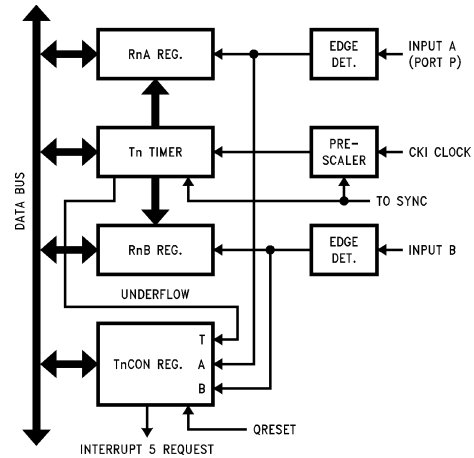 RnA REG.
EDGE
DET.
INPUT A
(PORT P)
Tn TIMER
PRE-
SCALER
CKI CLOCK
TO SYNC
DATA BUS
RnB REG.
EDGE
DET.
INPUT B
UNDERFLOW
T
TnCON REG.
A
B
QRESET
INTERRUPT 5 REQUEST